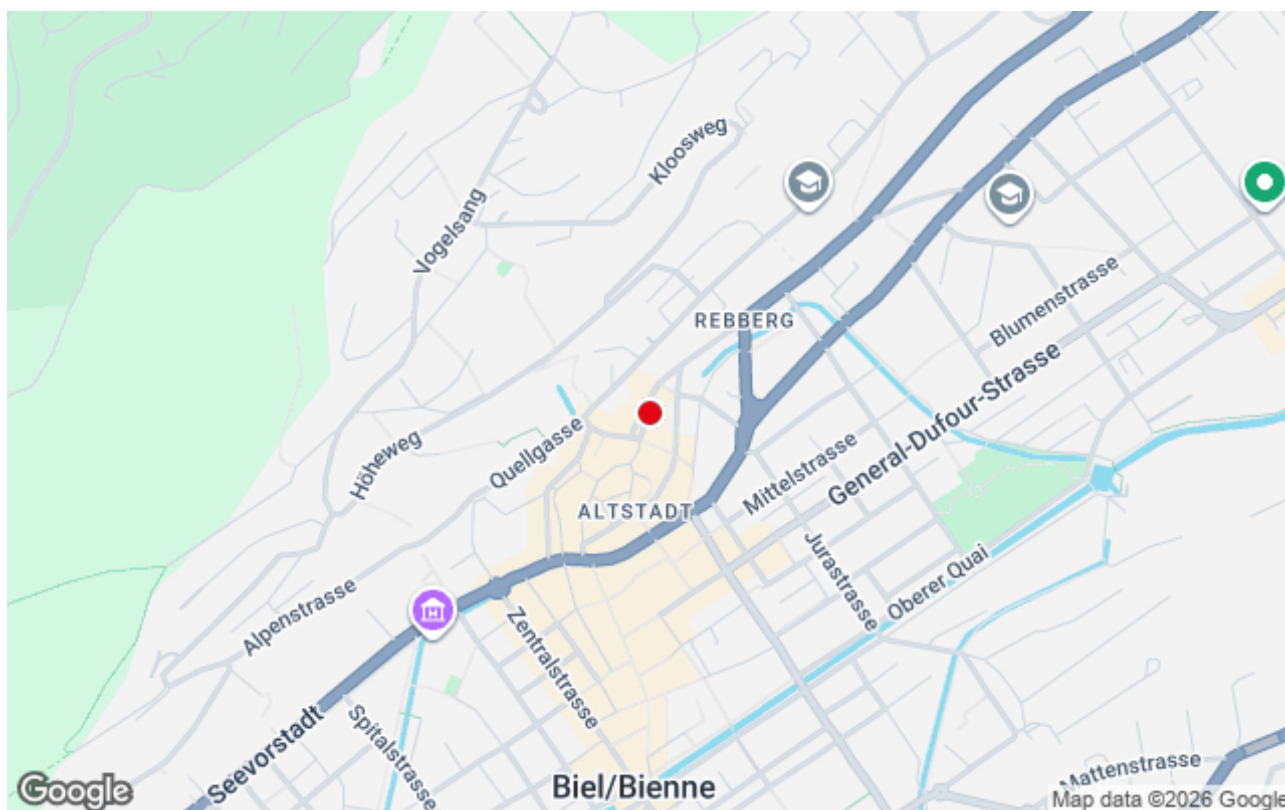 Kloosweg
Vogelsang
REBBERG
Blumenstrasse
General-Dufour-Strasse
Höheweg
Quellgasse
Mittelstrasse
ALTSTADT
Jurastrasse
Oberer Quai
Alpenstrasse
Zentralstrasse
Seevorstadt
Spitalstrasse
Biel/Bienne
Mattenstrasse
Google
Map data ©2026 Google